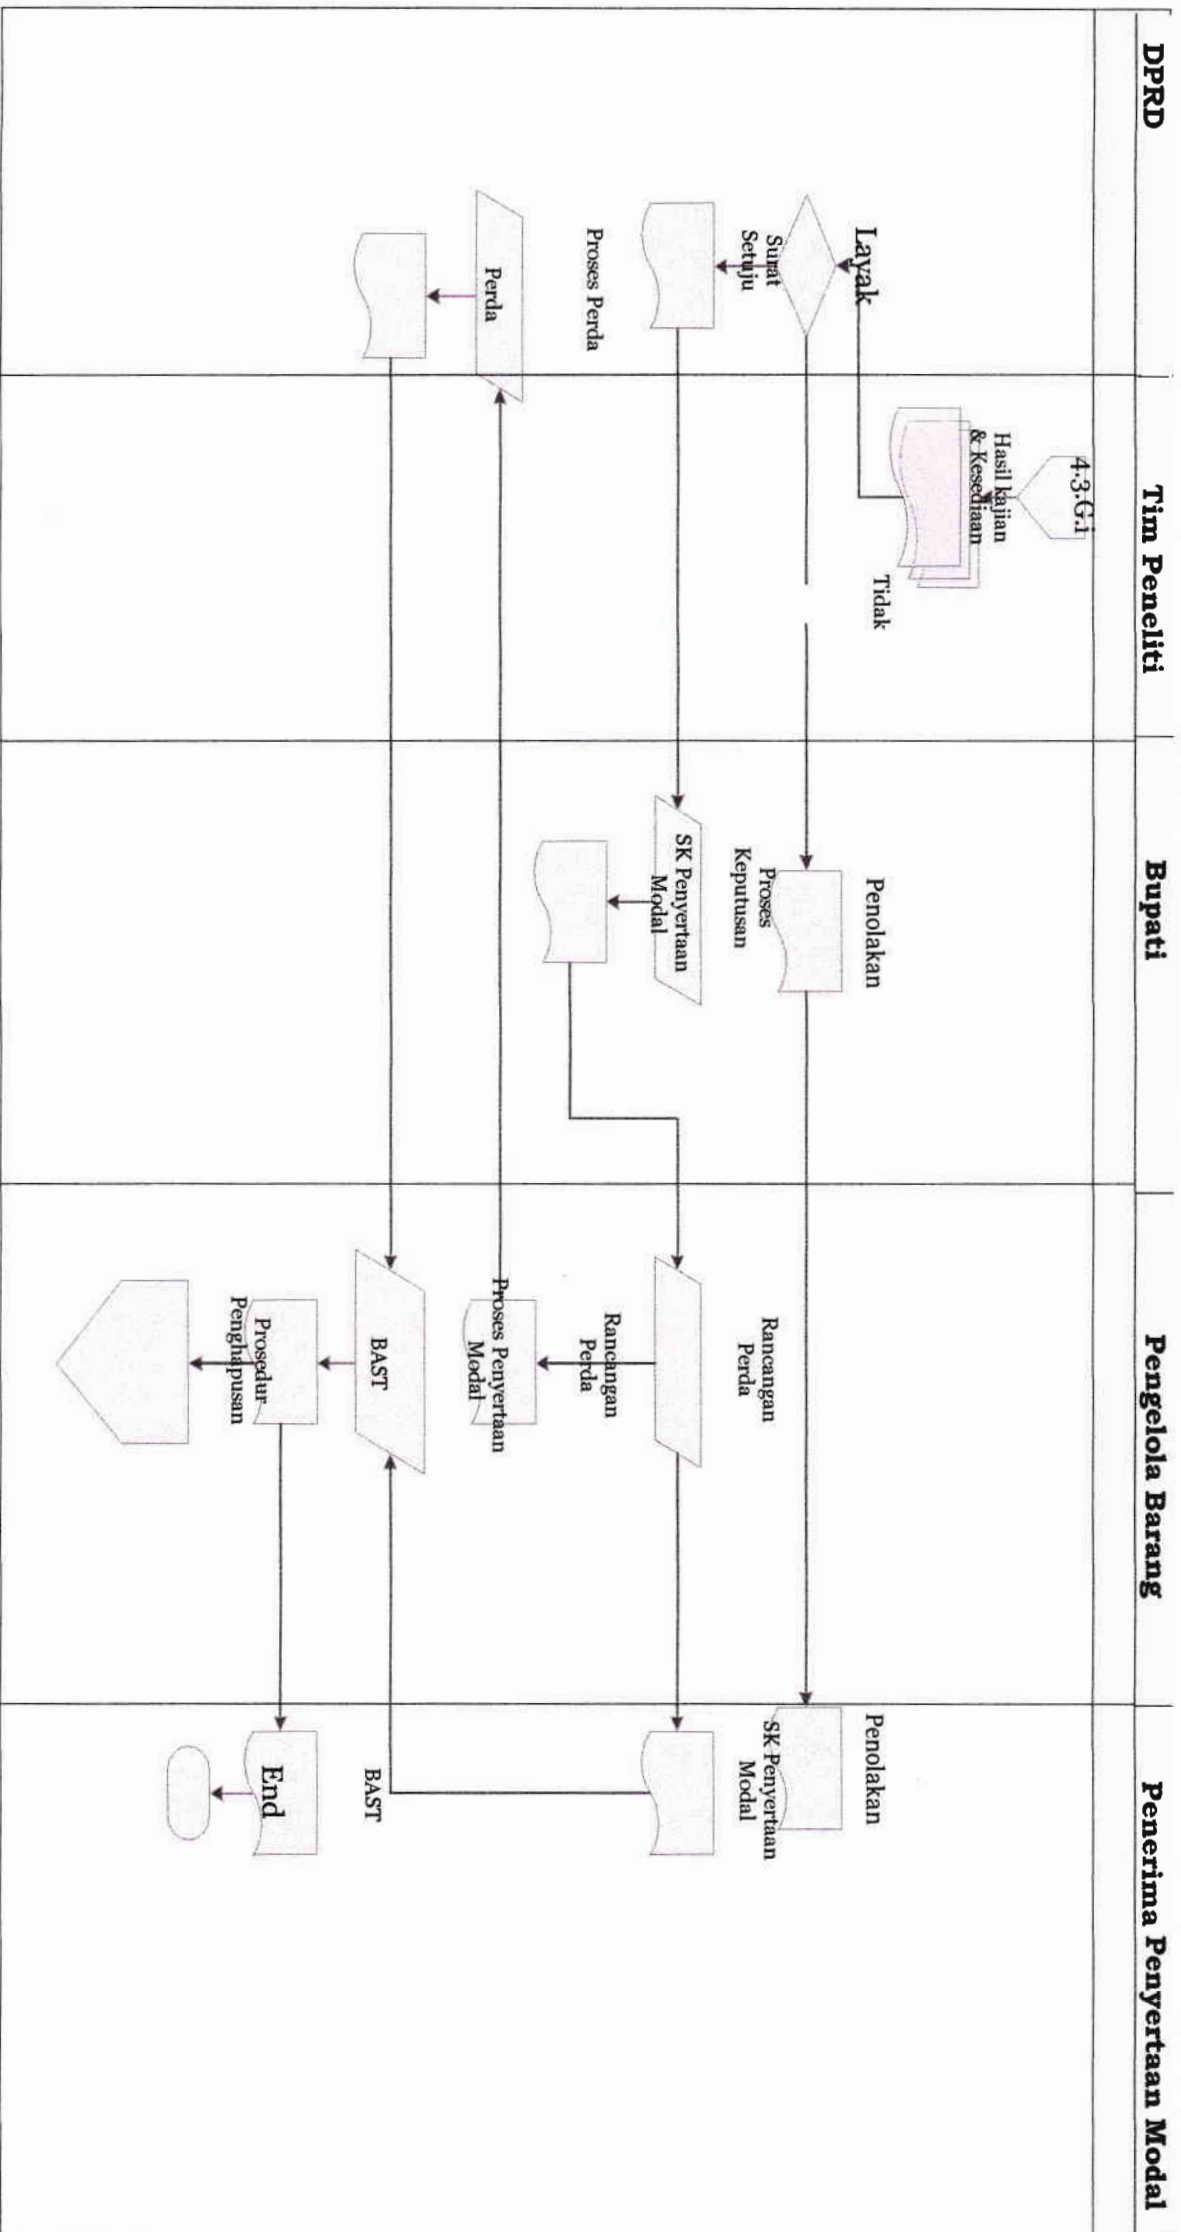 DPRD
Tim Peneliti
Bupati
Pengelola Barang
Penerima Penyertaan Modal
4.3.G.i
Hasil kajian
& Kesediaan
Layak
Tidak
Penolakan
Penolakan
Surat
Setuju
Proses
Keputusan
Rancangan
Perda
SK Penyertaan
Modal
SK Penyertaan
Modal
Proses Perda
Rancangan
Perda
Perda
Proses Penyertaan
Modal
BAST
BAST
Prosedur
Penghapusan
End